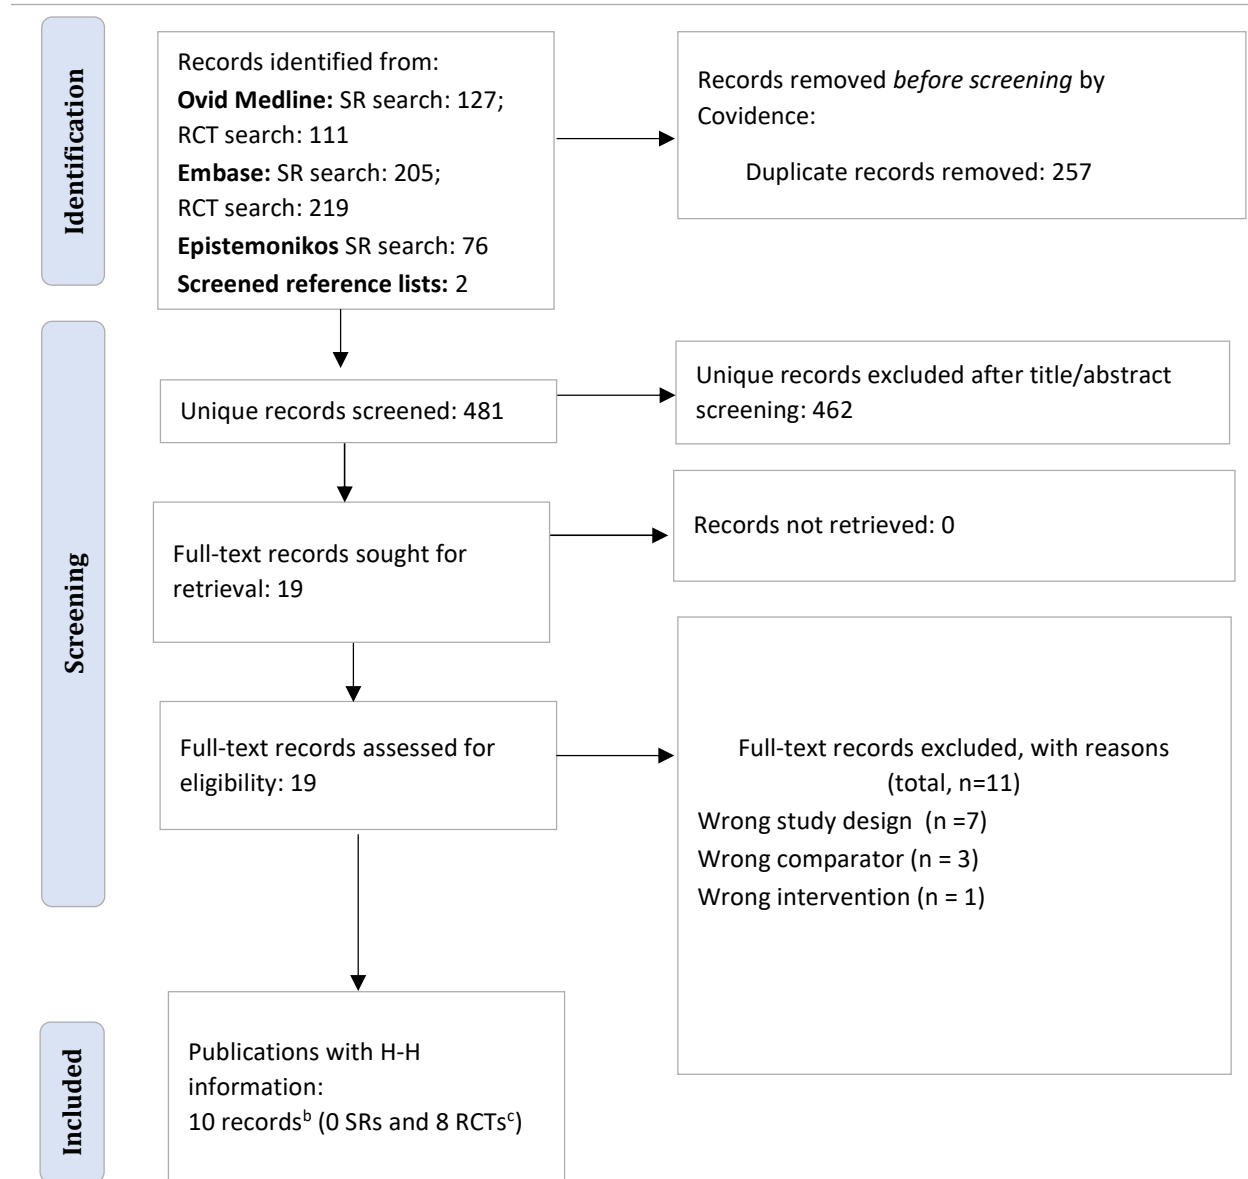 Identification
Records identified from:
Ovid Medline: SR search: 127;
RCT search: 111
Embase: SR search: 205;
RCT search: 219
Epistemonikos SR search: 76
Screened reference lists: 2
Records removed before screening by
Covidence:
Duplicate records removed: 257
Screening
Unique records screened: 481
Unique records excluded after title/abstract
screening: 462
Full-text records sought for
retrieval: 19
Records not retrieved: 0
Full-text records assessed for
eligibility: 19
Full-text records excluded, with reasons
(total, n=11)
Wrong study design (n =7)
Wrong comparator (n = 3)
Wrong intervention (n = 1)
Included
Publications with H-H
information:
10 records^b (0 SRs and 8 RCTs^c)